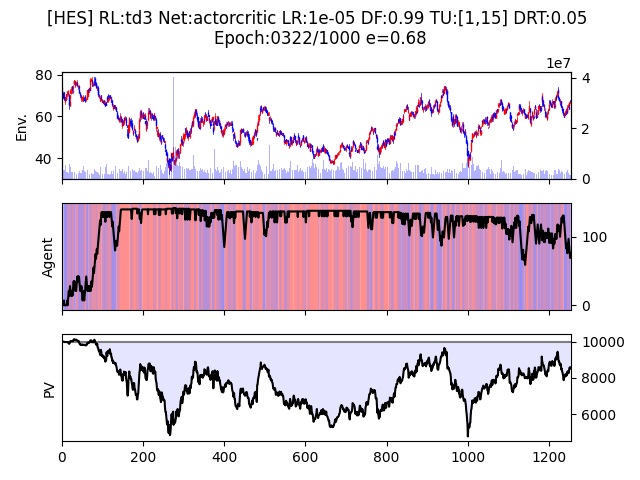 [HES] RL:td3 Net:actorcritic LR:1e-05 DF:0.99 TU:[1,15] DRT:0.05
Epoch:0322/1000 e=0.68
1e7
80
60
40
Env.
4
2
0
Agent
100
0
PV
10000
8000
6000
0 200 400 600 800 1000 1200